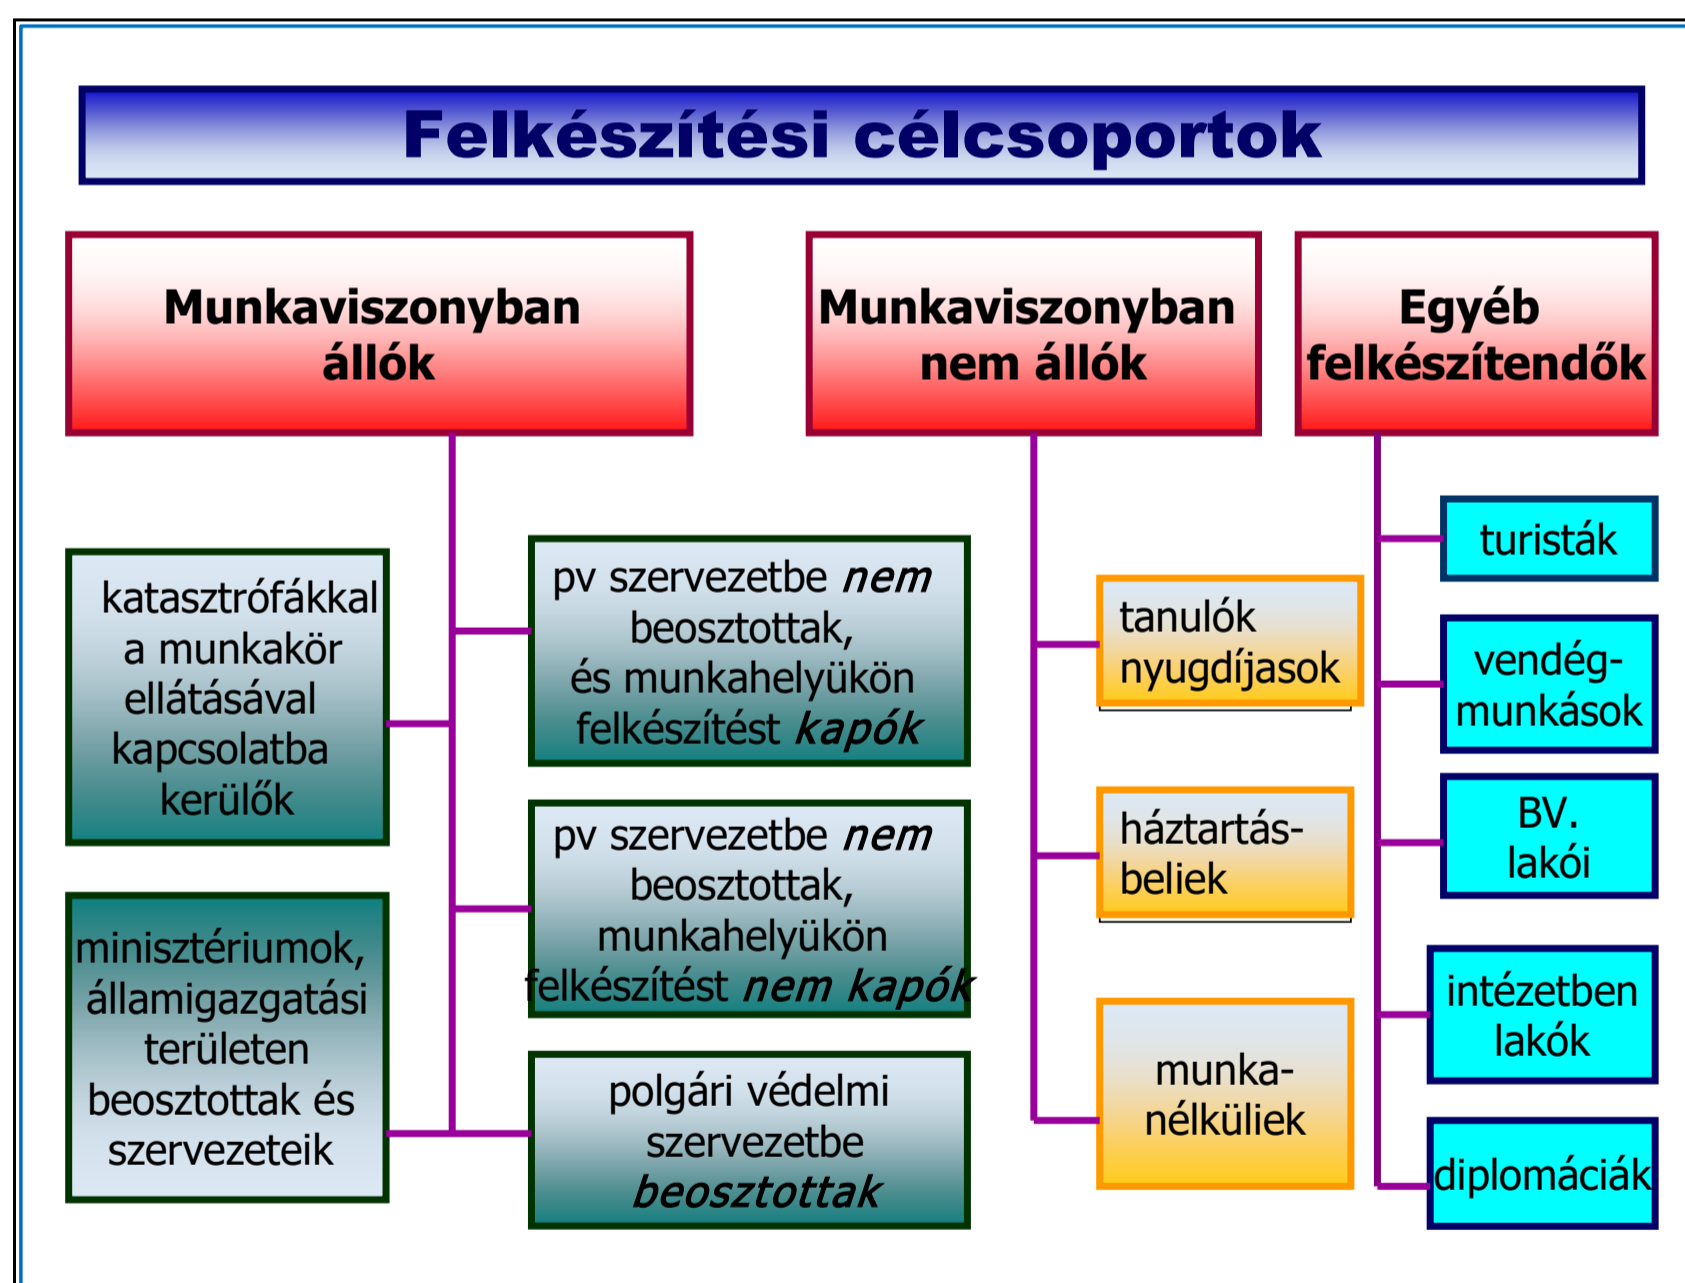 Felkészítési célcsoportok
Munkaviszonyban
állók
katasztrófákkal
a munkakör
ellátásával
kapcsolatba
kerülők
minisztériumok,
államigazgatási
területen
beosztottak és
szervezeteik
pv szervezetbe nem
beosztottak,
és munkahelyükön
felkészítést kapók
pv szervezetbe nem
beosztottak,
munkahelyükön
felkészítést nem kapók
polgári védelmi
szervezetbe
beosztottak
Munkaviszonyban
nem állók
tanulók
nyugdíjasok
háztartás-
beliek
munka-
nélküliek
Egyéb
felkészítendők
turisták
vendég-
munkások
BV.
lakói
intézetben
lakók
diplomáciák